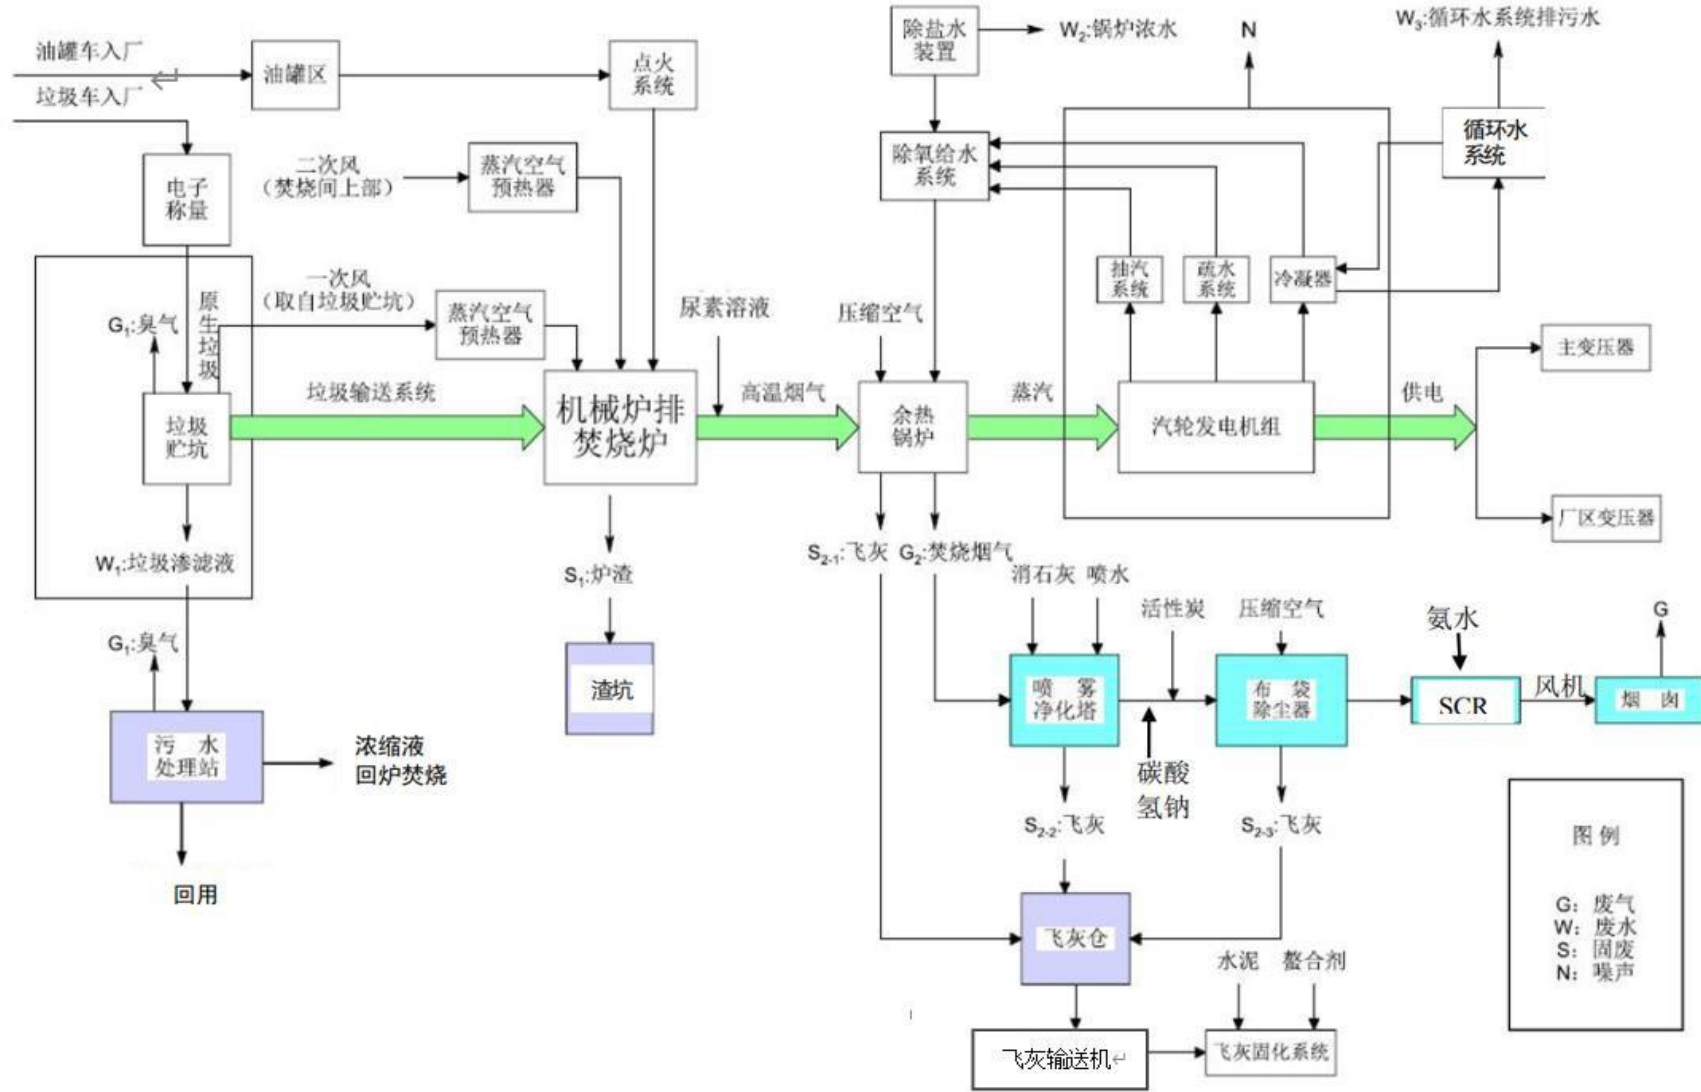 油罐车入厂
垃圾车入厂
油罐区
点火
系统
除盐水
装置
W2:锅炉浓水
N
W3:循环水系统排污水
电子
称量
二次风
（焚烧间上部）
蒸汽空气
预热器
除氧给水
系统
循环水
系统
原生垃圾
G1:臭气
一次风
（取自垃圾贮坑）
蒸汽空气
预热器
尿素溶液
压缩空气
抽汽
系统
疏水
系统
冷凝器
主变压器
垃圾
贮坑
垃圾输送系统
机械炉排
焚烧炉
高温烟气
余热
锅炉
蒸汽
汽轮发电机组
供电
厂区变压器
W1:垃圾渗滤液
S1:炉渣
S2-1:飞灰
G2:焚烧烟气
消石灰
喷水
活性炭
压缩空气
氨水
G
G1:臭气
渣坑
喷 雾
净化塔
布 袋
除尘器
SCR
风机
烟 囱
污 水
处理站
浓缩液
回炉焚烧
碳酸
氢钠
S2-2:飞灰
S2-3:飞灰
回用
飞灰仓
水泥
螯合剂
飞灰输送机
飞灰固化系统
图 例
G：废气
W：废水
S：固废
N：噪声